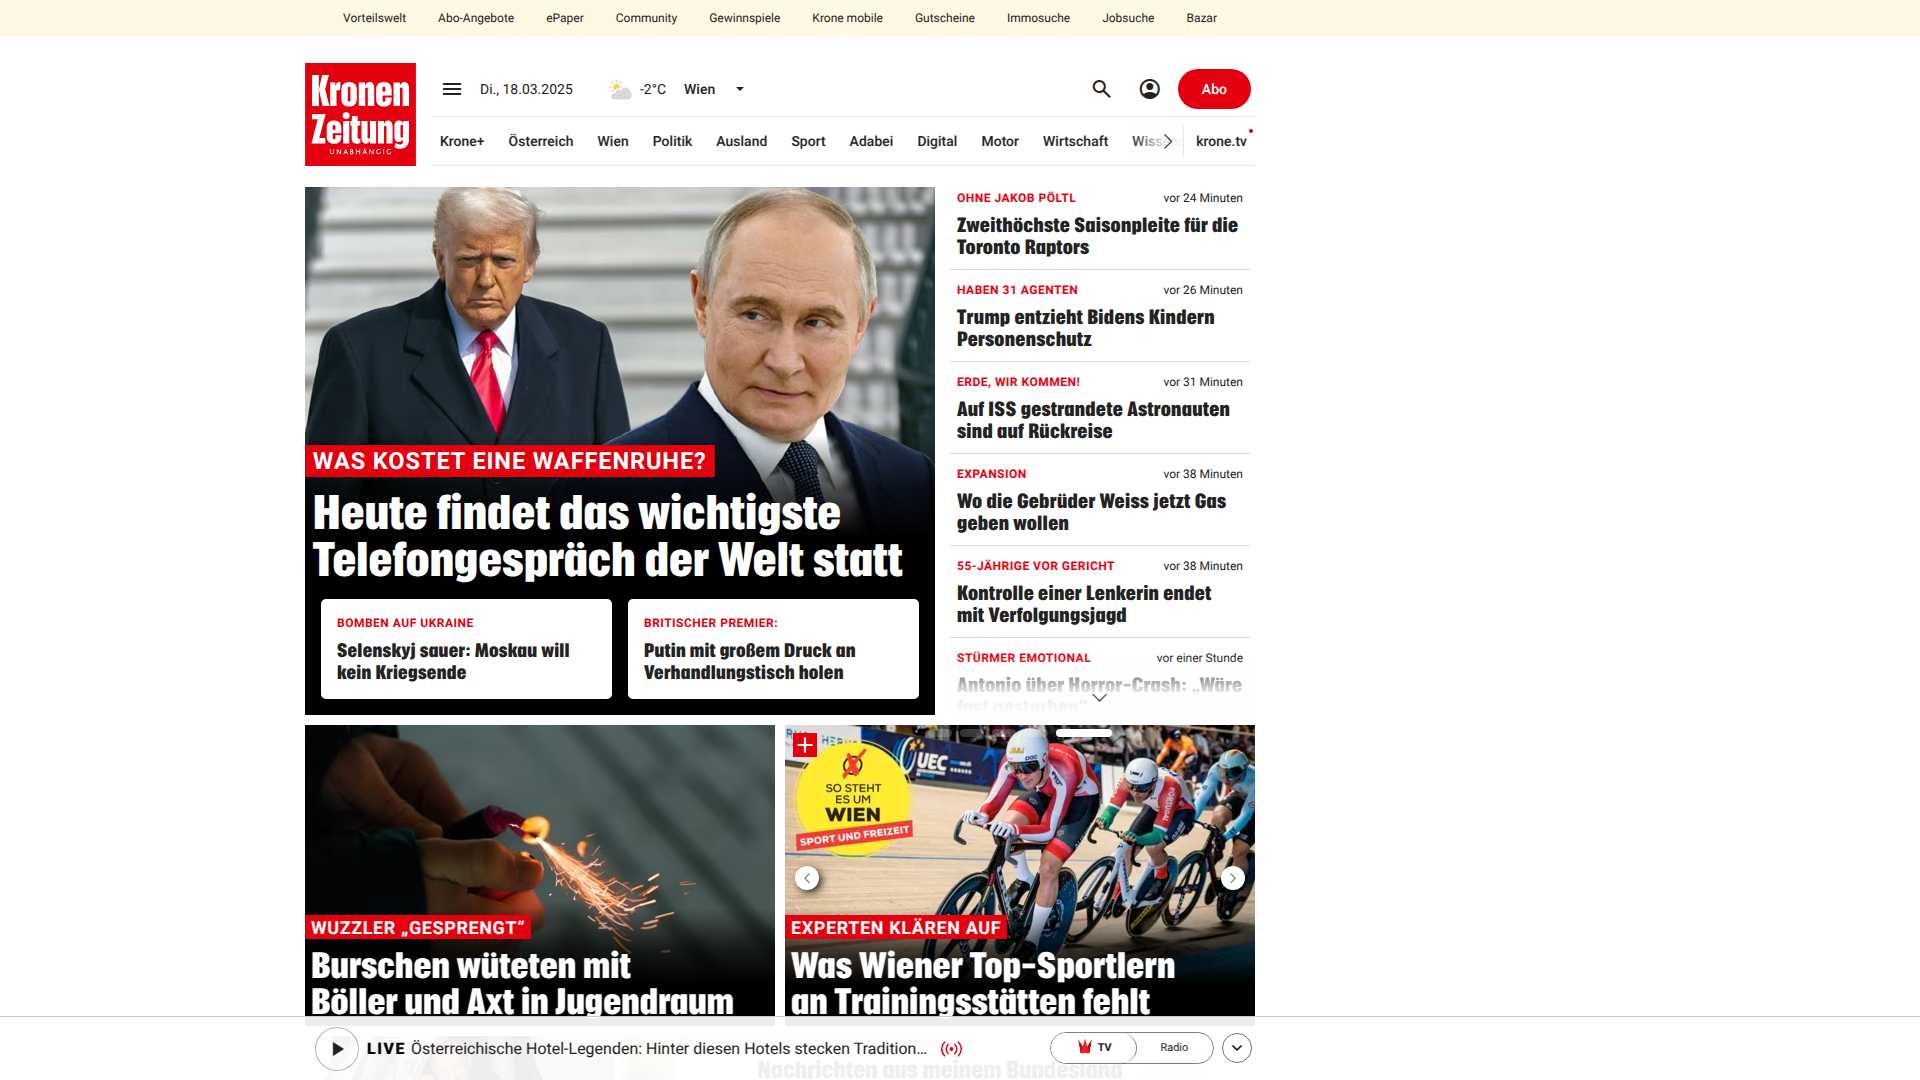 Vorteilswelt Abo-Angebote ePaper Community Gewinnspiele Krone mobile Gutscheine Immosuche Jobsuche Bazar
Kronen
Zeitung
UNABHÄNGIG
Di., 18.03.2025 -2°C Wien
Abo
Krone+ Österreich Wien Politik Ausland Sport Adabei Digital Motor Wirtschaft Wissen krone.tv
WAS KOSTET EINE WAFFENRUHE?
Heute findet das wichtigste
Telefongespräch der Welt statt
BOMBEN AUF UKRAINE
Selenskyj sauer: Moskau will
kein Kriegsende
BRITISCHER PREMIER:
Putin mit großem Druck an
Verhandlungstisch holen
OHNE JAKOB PÖLTL vor 24 Minuten
Zweithöchste Saisonpleite für die
Toronto Raptors
HABEN 31 AGENTEN vor 26 Minuten
Trump entzieht Bidens Kindern
Personenschutz
ERDE, WIR KOMMEN! vor 31 Minuten
Auf ISS gestrandete Astronauten
sind auf Rückreise
EXPANSION vor 38 Minuten
Wo die Gebrüder Weiss jetzt Gas
geben wollen
55-JÄHRIGE VOR GERICHT vor 38 Minuten
Kontrolle einer Lenkerin endet
mit Verfolgungsjagd
STÜRMER EMOTIONAL vor einer Stunde
Antonio über Horror-Crash: „Wäre
fast gestorben“
WUZZLER „GESPRENGT“
Burschen wüteten mit
Böller und Axt in Jugendraum
UEC
SO STEHT
ES UM
WIEN
SPORT UND FREIZEIT
EXPERTEN KLÄREN AUF
Was Wiener Top-Sportlern
an Trainingsstätten fehlt
LIVE Österreichische Hotel-Legenden: Hinter diesen Hotels stecken Tradition...
TV Radio
Nachrichten aus meinem Bundesland